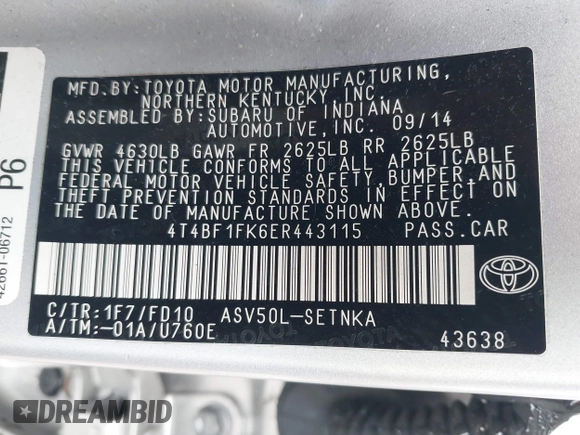 MFD. BY: TOYOTA MOTOR MANUFACTURING,
NORTHERN KENTUCKY, INC.
ASSEMBLED BY: SUBARU OF INDIANA
AUTOMOTIVE, INC. 09/14
GVWR 4630LB GAWR FR 2625LB RR 2625LB
THIS VEHICLE CONFORMS TO ALL APPLICABLE
FEDERAL MOTOR VEHICLE SAFETY, BUMPER, AND
THEFT PREVENTION STANDARDS IN EFFECT ON
THE DATE OF MANUFACTURE SHOWN ABOVE.
4T4BF1FK6ER443115 PASS.CAR
C/TR: 1F7/FD10 ASV50L-SETNKA
A/TM: -01A/U760E 43638
P6
42661-06712
DREAMBID